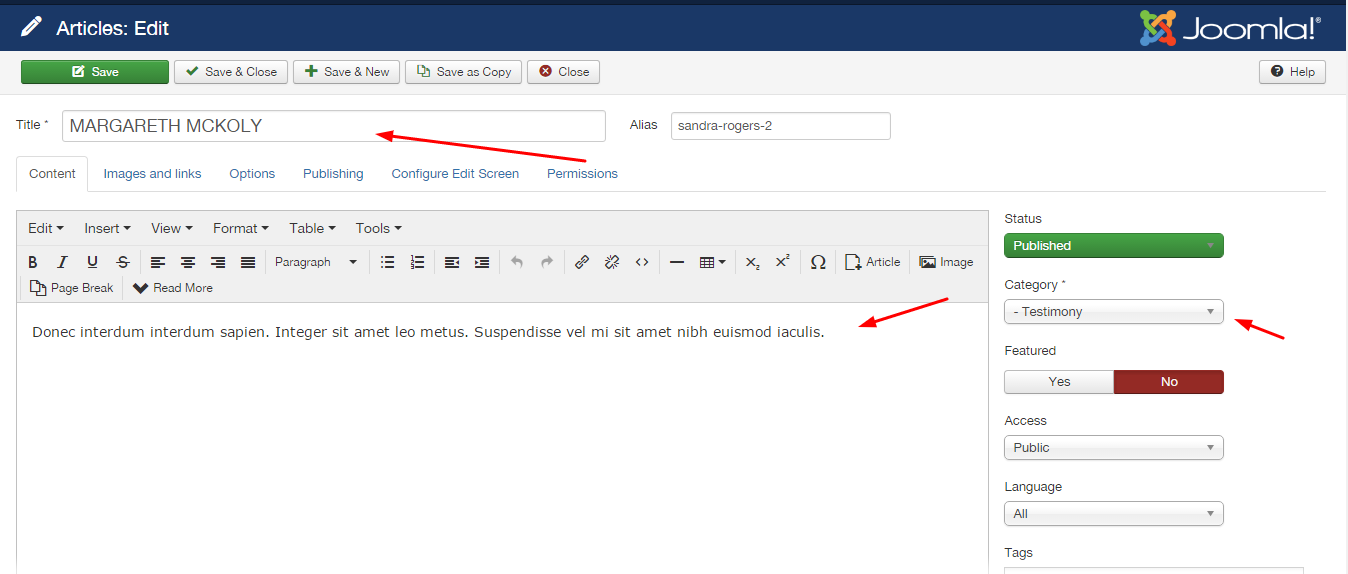 Articles: Edit
Joomla!®
Save Save & Close Save & New Save as Copy Close Help
Title * MARGARETH MCKOLY Alias sandra-rogers-2
Content Images and links Options Publishing Configure Edit Screen Permissions
Status
Edit Insert View Format Table Tools
Published
B I U S Paragraph X₂ X² Ω Article Image
Category *
Page Break Read More
- Testimony
Donec interdum interdum sapien. Integer sit amet leo metus. Suspendisse vel mi sit amet nibh euismod iaculis.
Featured
Yes No
Access
Public
Language
All
Tags